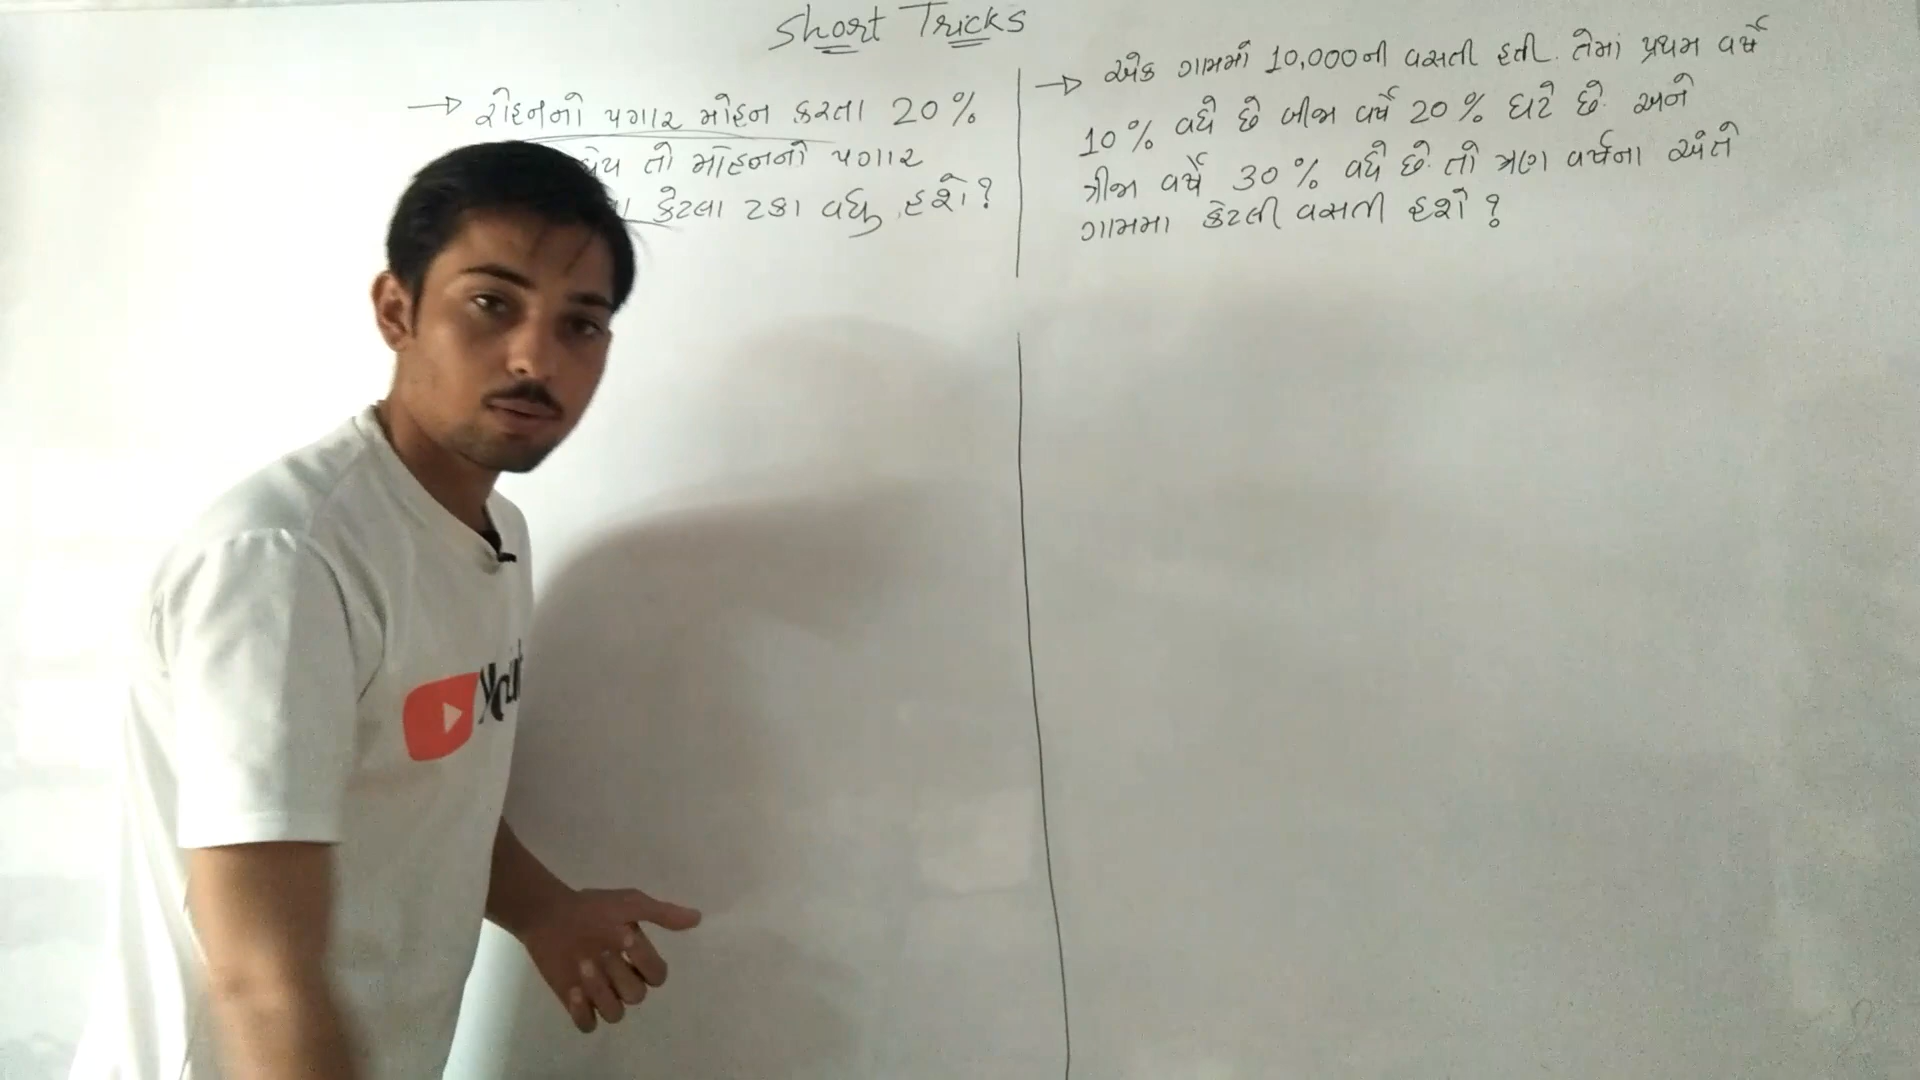 Short Tricks
→ રોહનનો પગાર મોહન કરતા 20%
તો મોહનનો પગાર
કેટલા ટકા વધુ હશે?
→ એક ગામમાં 10,000ની વસતી હતી. તેમાં પ્રથમ વર્ષે
10% વધે છે બીજા વર્ષે 20% ઘટે છે. અને
ત્રીજા વર્ષે 30% વધે છે. તો ત્રણ વર્ષના અંતે
ગામમા કેટલી વસતી હશે?